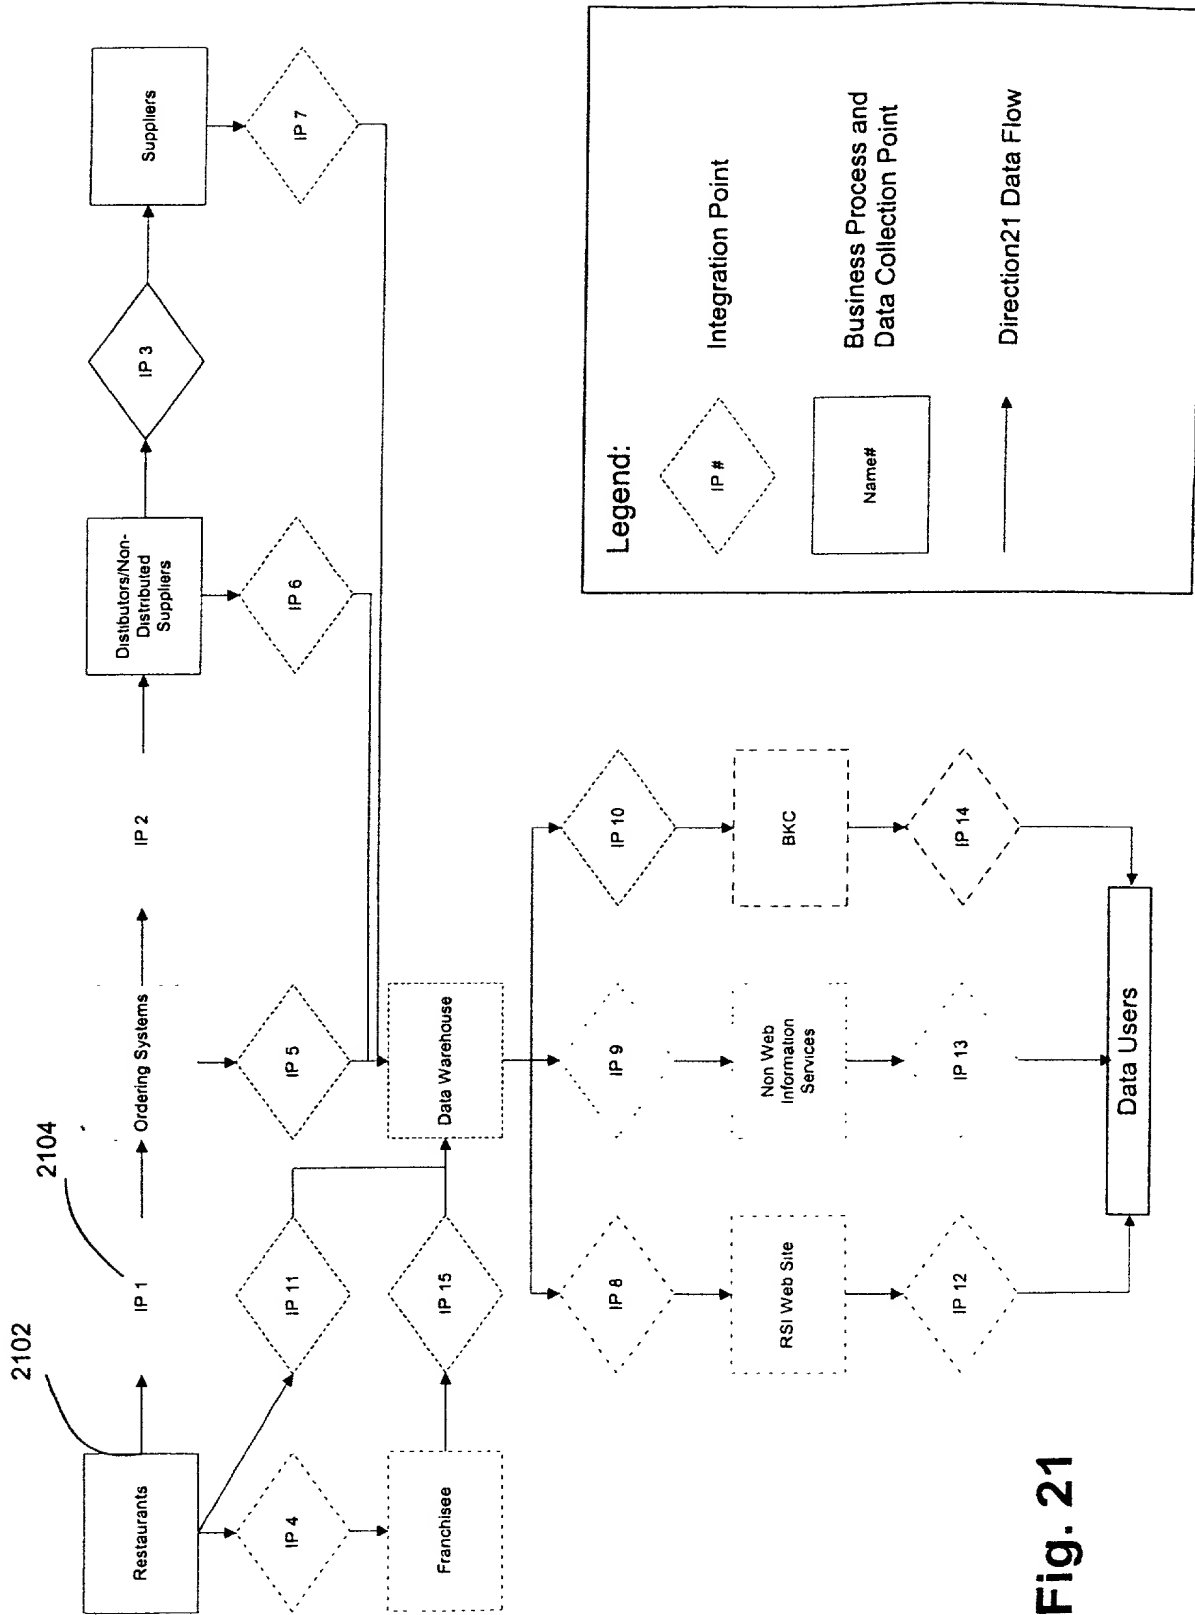 2102
2104
Restaurants
IP 1
Ordering Systems
IP 2
Distibutors/Non-
Distributed
Suppliers
IP 3
Suppliers
IP 4
IP 11
IP 5
IP 6
IP 7
Franchisee
IP 15
Data Warehouse
IP 8
IP 9
IP 10
RSI Web Site
Non Web
Information
Services
BKC
IP 12
IP 13
IP 14
Data Users
Legend:
IP #
Integration Point
Name#
Business Process and
Data Collection Point
Direction21 Data Flow
Fig. 21